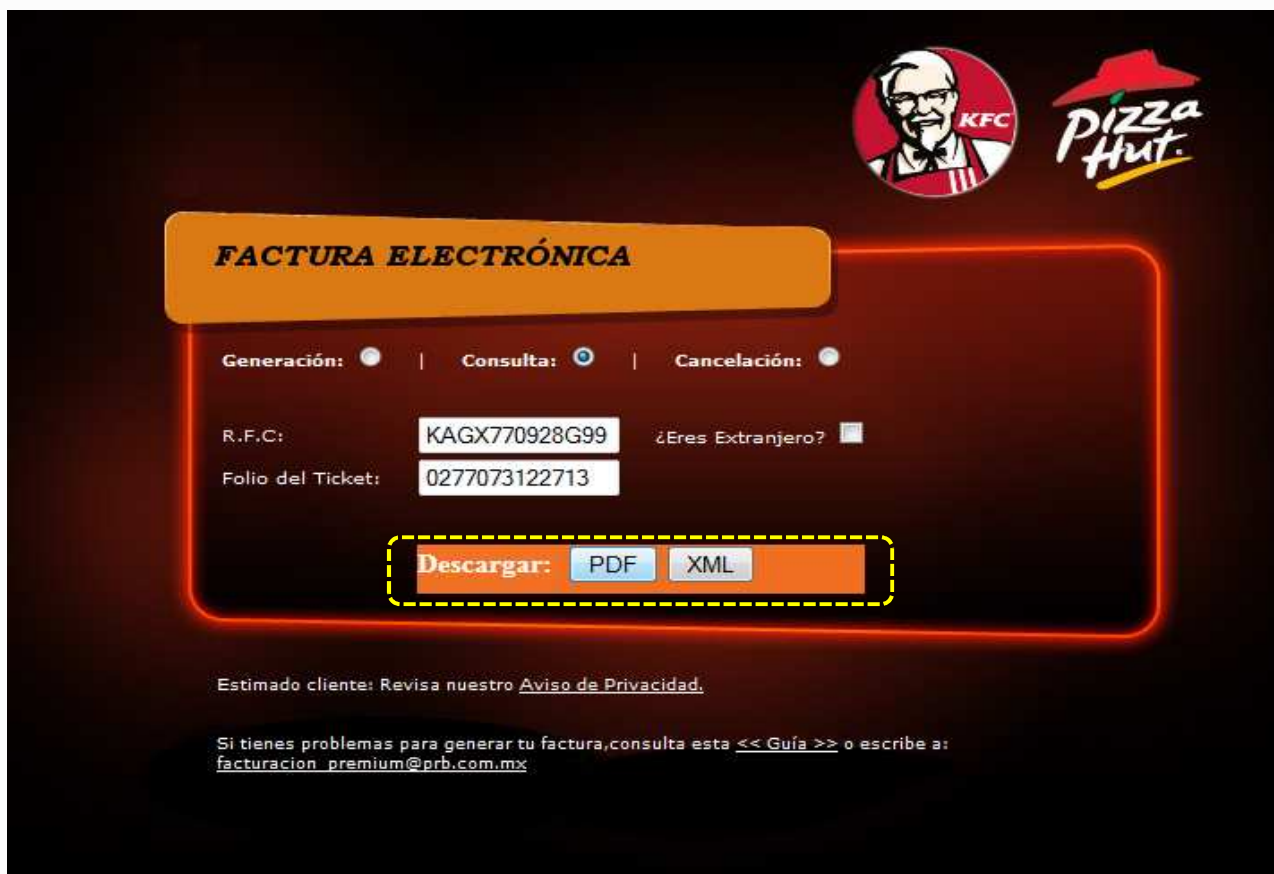 KFC
Pizza
Hut.
FACTURA ELECTRÓNICA
Generación: | Consulta: | Cancelación:
R.F.C: KAGX770928G99 ¿Eres Extranjero?
Folio del Ticket: 0277073122713
Descargar: PDF XML
Estimado cliente: Revisa nuestro Aviso de Privacidad.
Si tienes problemas para generar tu factura,consulta esta << Guía >> o escribe a:
facturacion_premium@prb.com.mx